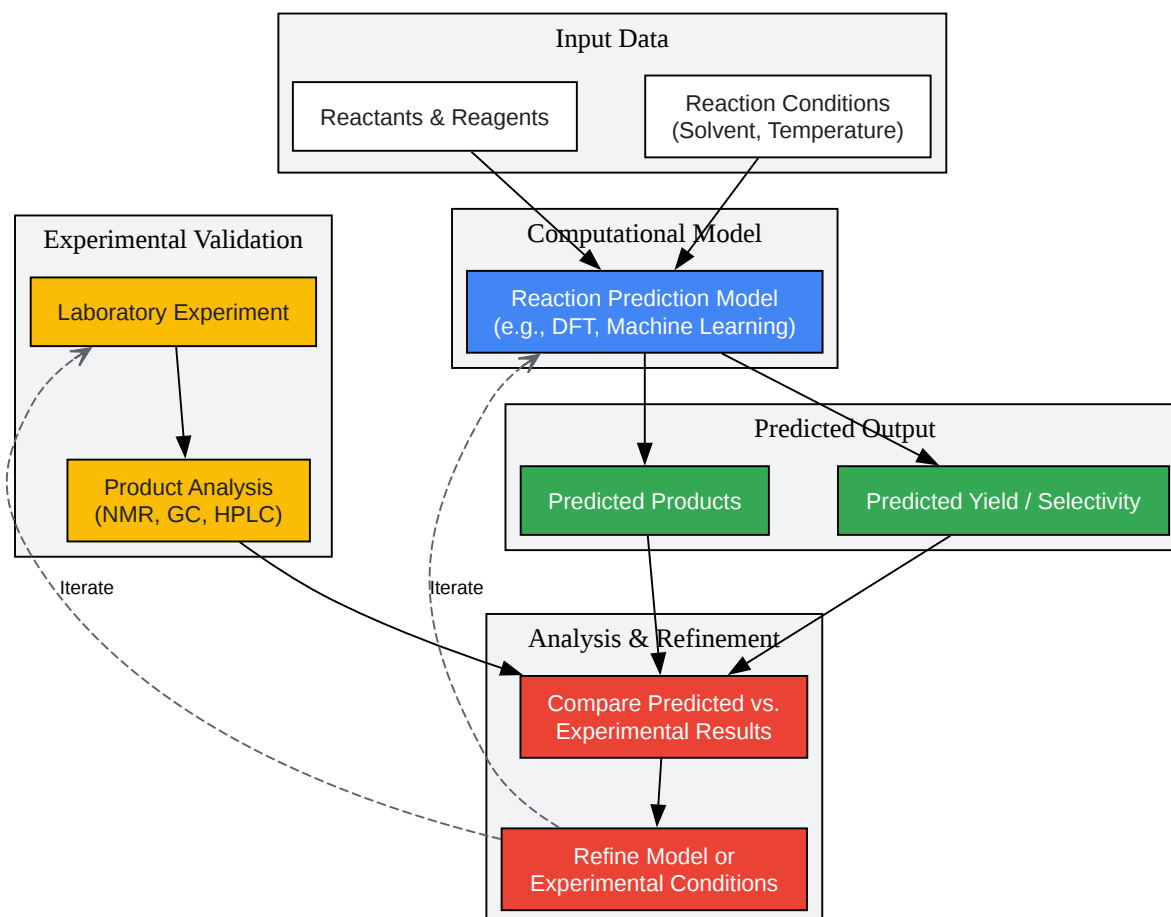 Input Data
Reactants & Reagents
Reaction Conditions
(Solvent, Temperature)
Experimental Validation
Laboratory Experiment
Product Analysis
(NMR, GC, HPLC)
Computational Model
Reaction Prediction Model
(e.g., DFT, Machine Learning)
Predicted Output
Predicted Products
Predicted Yield / Selectivity
Iterate
Iterate
Analysis & Refinement
Compare Predicted vs.
Experimental Results
Refine Model or
Experimental Conditions